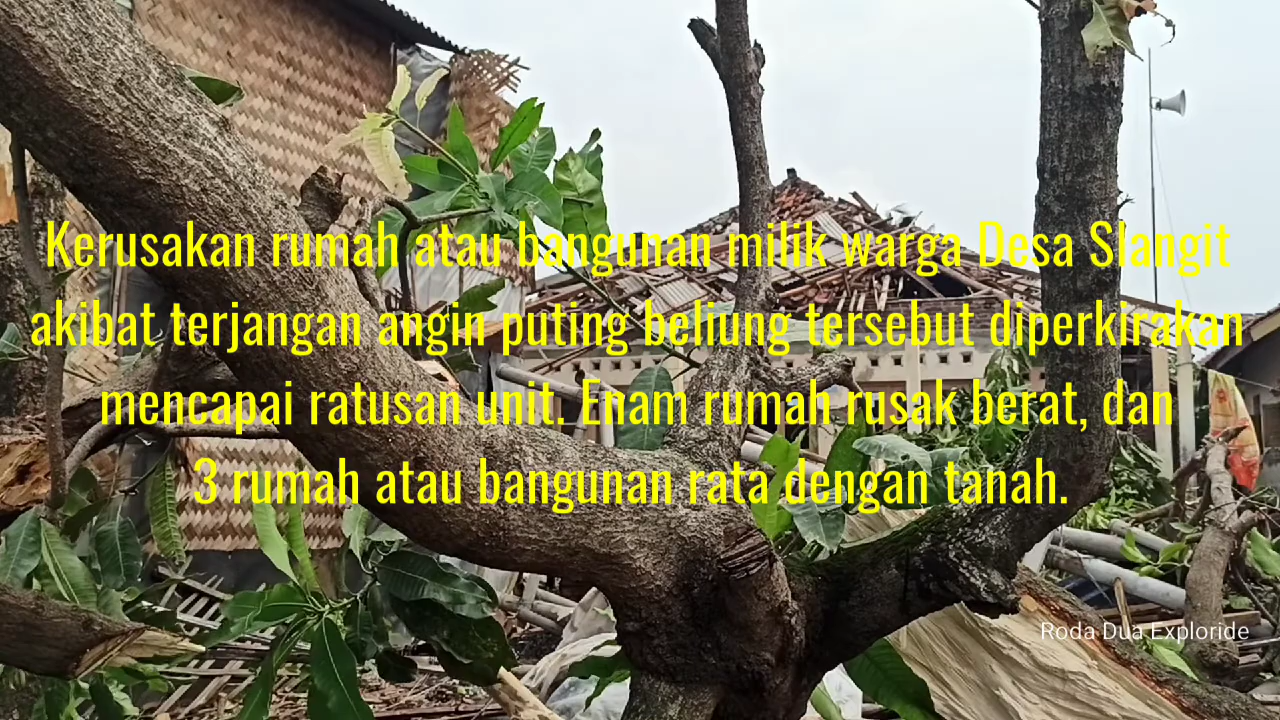 Kerusakan rumah atau bangunan milik warga Desa Slangit
akibat terjangan angin puting beliung tersebut diperkirakan
mencapai ratusan unit. Enam rumah rusak berat, dan
3 rumah atau bangunan rata dengan tanah.
Roda Dua Exploride